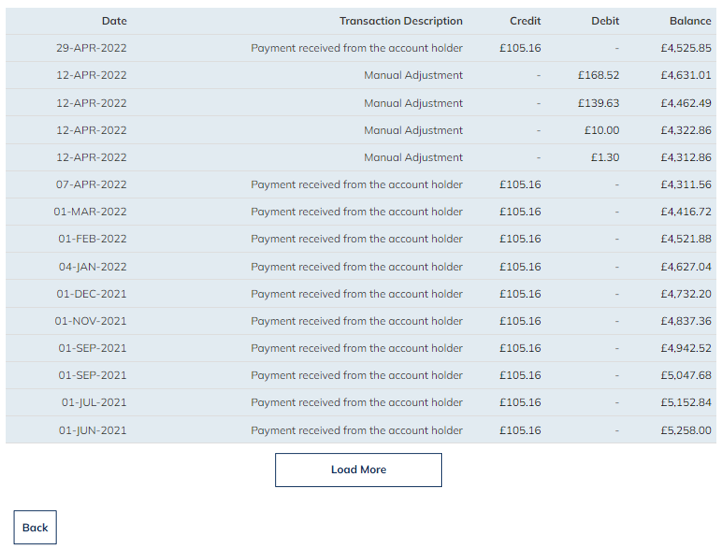 Date Transaction Description Credit Debit Balance
29-APR-2022 Payment received from the account holder £105.16 - £4,525.85
12-APR-2022 Manual Adjustment - £168.52 £4,631.01
12-APR-2022 Manual Adjustment - £139.63 £4,462.49
12-APR-2022 Manual Adjustment - £10.00 £4,322.86
12-APR-2022 Manual Adjustment - £1.30 £4,312.86
07-APR-2022 Payment received from the account holder £105.16 - £4,311.56
01-MAR-2022 Payment received from the account holder £105.16 - £4,416.72
01-FEB-2022 Payment received from the account holder £105.16 - £4,521.88
04-JAN-2022 Payment received from the account holder £105.16 - £4,627.04
01-DEC-2021 Payment received from the account holder £105.16 - £4,732.20
01-NOV-2021 Payment received from the account holder £105.16 - £4,837.36
01-SEP-2021 Payment received from the account holder £105.16 - £4,942.52
01-SEP-2021 Payment received from the account holder £105.16 - £5,047.68
01-JUL-2021 Payment received from the account holder £105.16 - £5,152.84
01-JUN-2021 Payment received from the account holder £105.16 - £5,258.00
Load More
Back